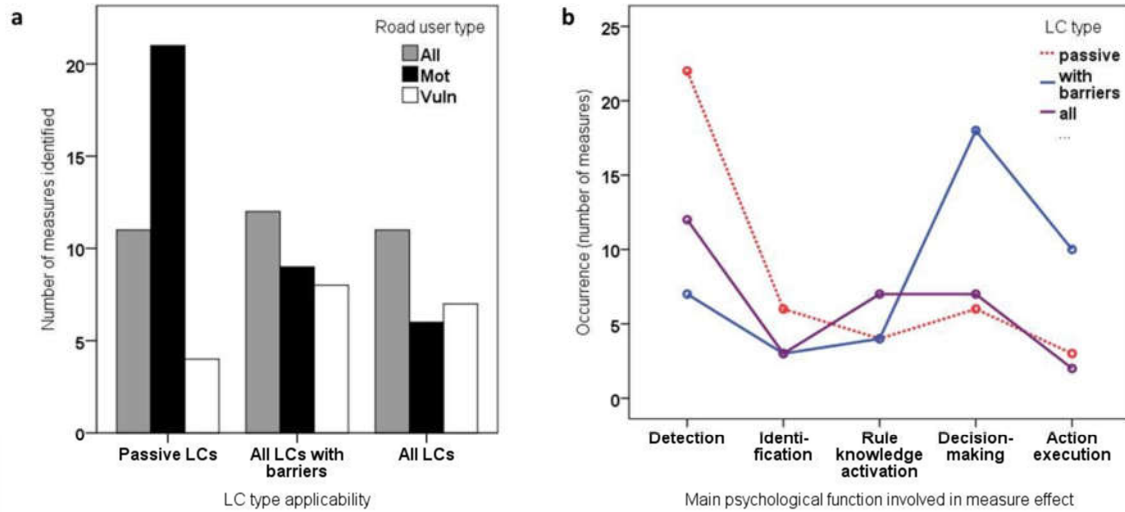 a
Road user type
All
Mot
Vuln
Number of measures identified
20
15
10
5
0
Passive LCs
All LCs with
barriers
All LCs
LC type applicability
b
LC type
passive
with
barriers
all
...
Occurrence (number of measures)
25
20
15
10
5
0
Detection
Identi-
fication
Rule
knowledge
activation
Decision-
making
Action
execution
Main psychological function involved in measure effect